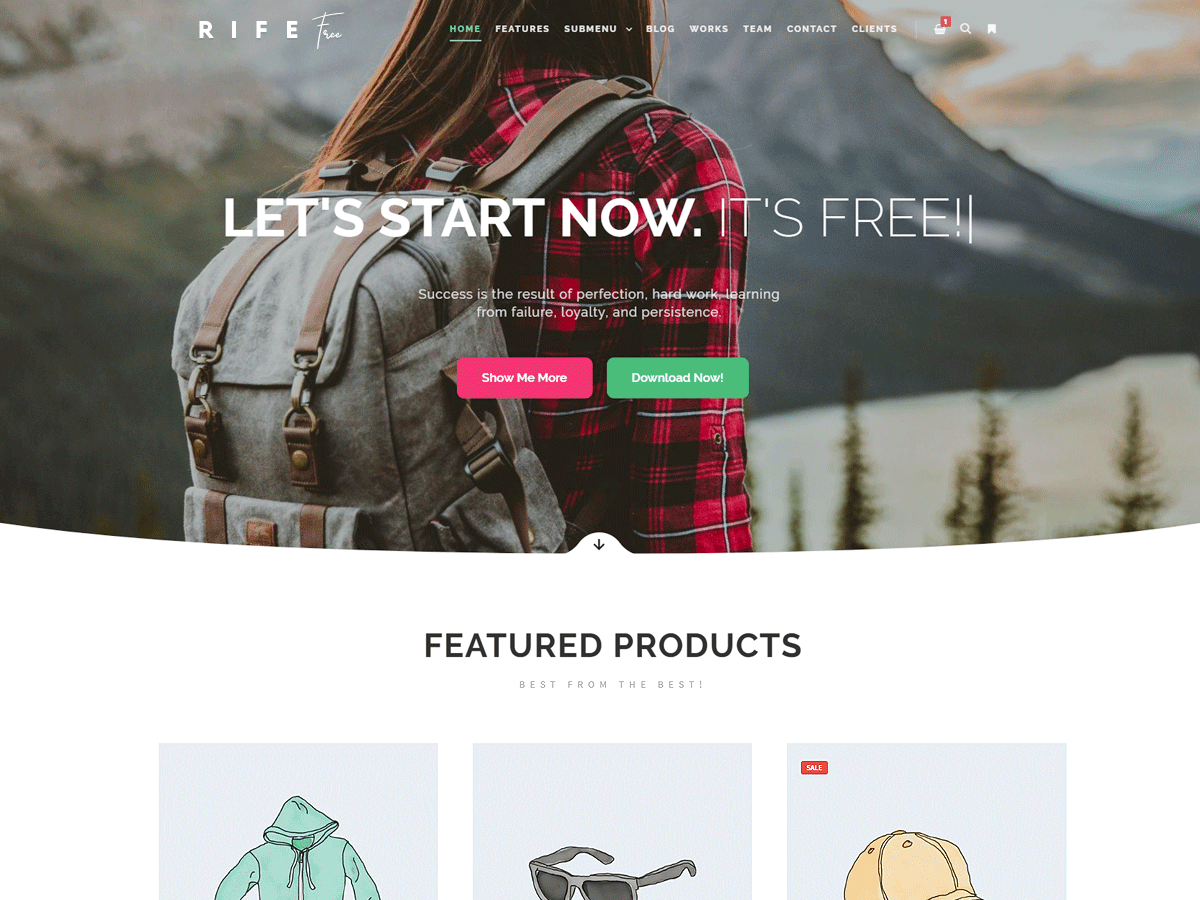 RIFE Free
HOME FEATURES SUBMENU BLOG WORKS TEAM CONTACT CLIENTS 1
LET'S START NOW. IT'S FREE!|
Success is the result of perfection, hard work, learning
from failure, loyalty, and persistence.
Show Me More Download Now!
FEATURED PRODUCTS
BEST FROM THE BEST!
SALE